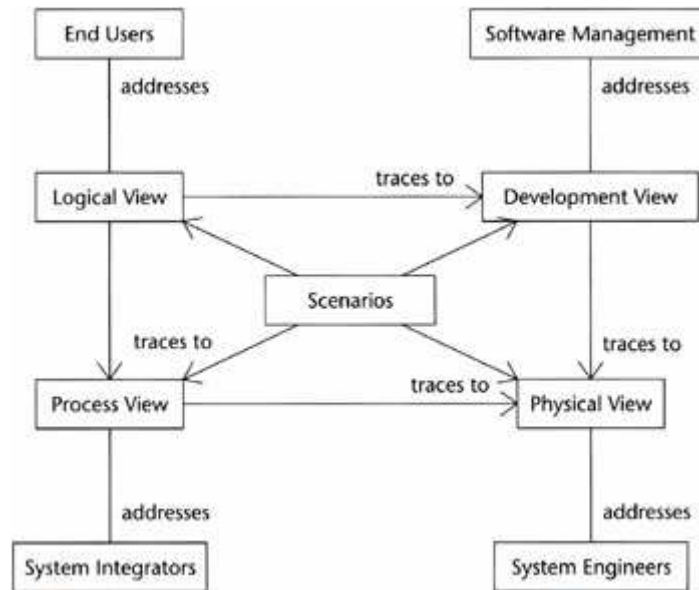 End Users
Software Management
addresses
addresses
Logical View
traces to
Development View
Scenarios
traces to
traces to
traces to
Process View
Physical View
addresses
addresses
System Integrators
System Engineers